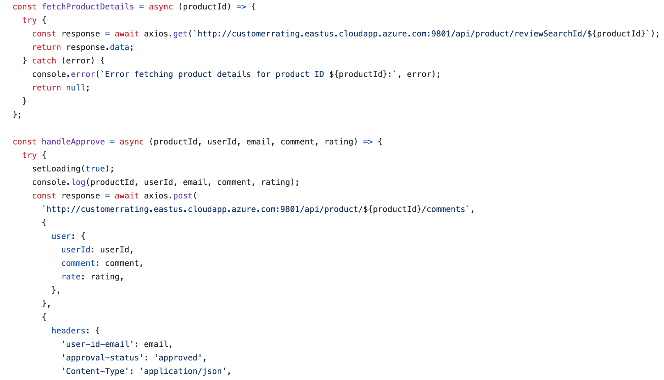 const fetchProductDetails = async (productId) => {
try {
const response = await axios.get(`http://customerrating.eastus.cloudapp.azure.com:9801/api/product/reviewSearchId/${productId}`);
return response.data;
} catch (error) {
console.error(`Error fetching product details for product ID ${productId}:`, error);
return null;
}
};
const handleApprove = async (productId, userId, email, comment, rating) => {
try {
setLoading(true);
console.log(productId, userId, email, comment, rating);
const response = await axios.post(
`http://customerrating.eastus.cloudapp.azure.com:9801/api/product/${productId}/comments`,
{
user: {
userId: userId,
comment: comment,
rate: rating,
},
},
{
headers: {
'user-id-email': email,
'approval-status': 'approved',
'Content-Type': 'application/json',